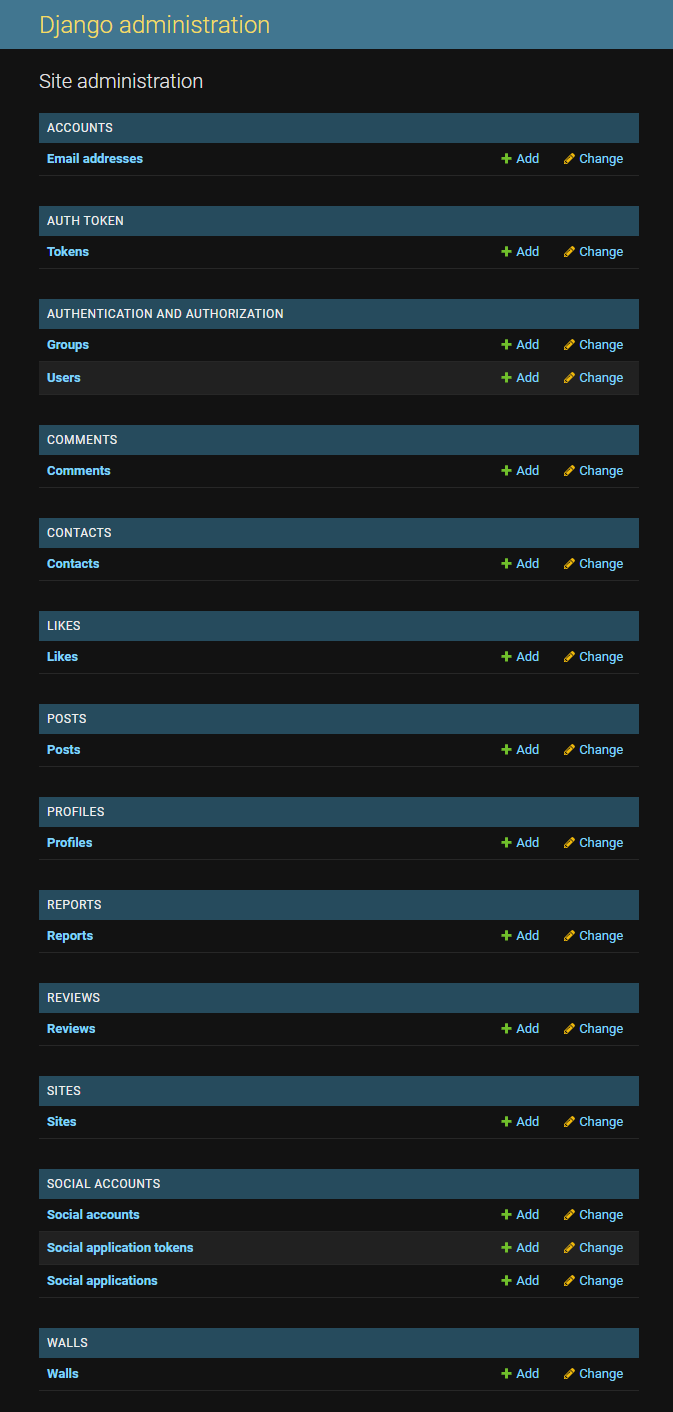 Django administration
Site administration
ACCOUNTS
Email addresses Add Change
AUTH TOKEN
Tokens Add Change
AUTHENTICATION AND AUTHORIZATION
Groups Add Change
Users Add Change
COMMENTS
Comments Add Change
CONTACTS
Contacts Add Change
LIKES
Likes Add Change
POSTS
Posts Add Change
PROFILES
Profiles Add Change
REPORTS
Reports Add Change
REVIEWS
Reviews Add Change
SITES
Sites Add Change
SOCIAL ACCOUNTS
Social accounts Add Change
Social application tokens Add Change
Social applications Add Change
WALLS
Walls Add Change